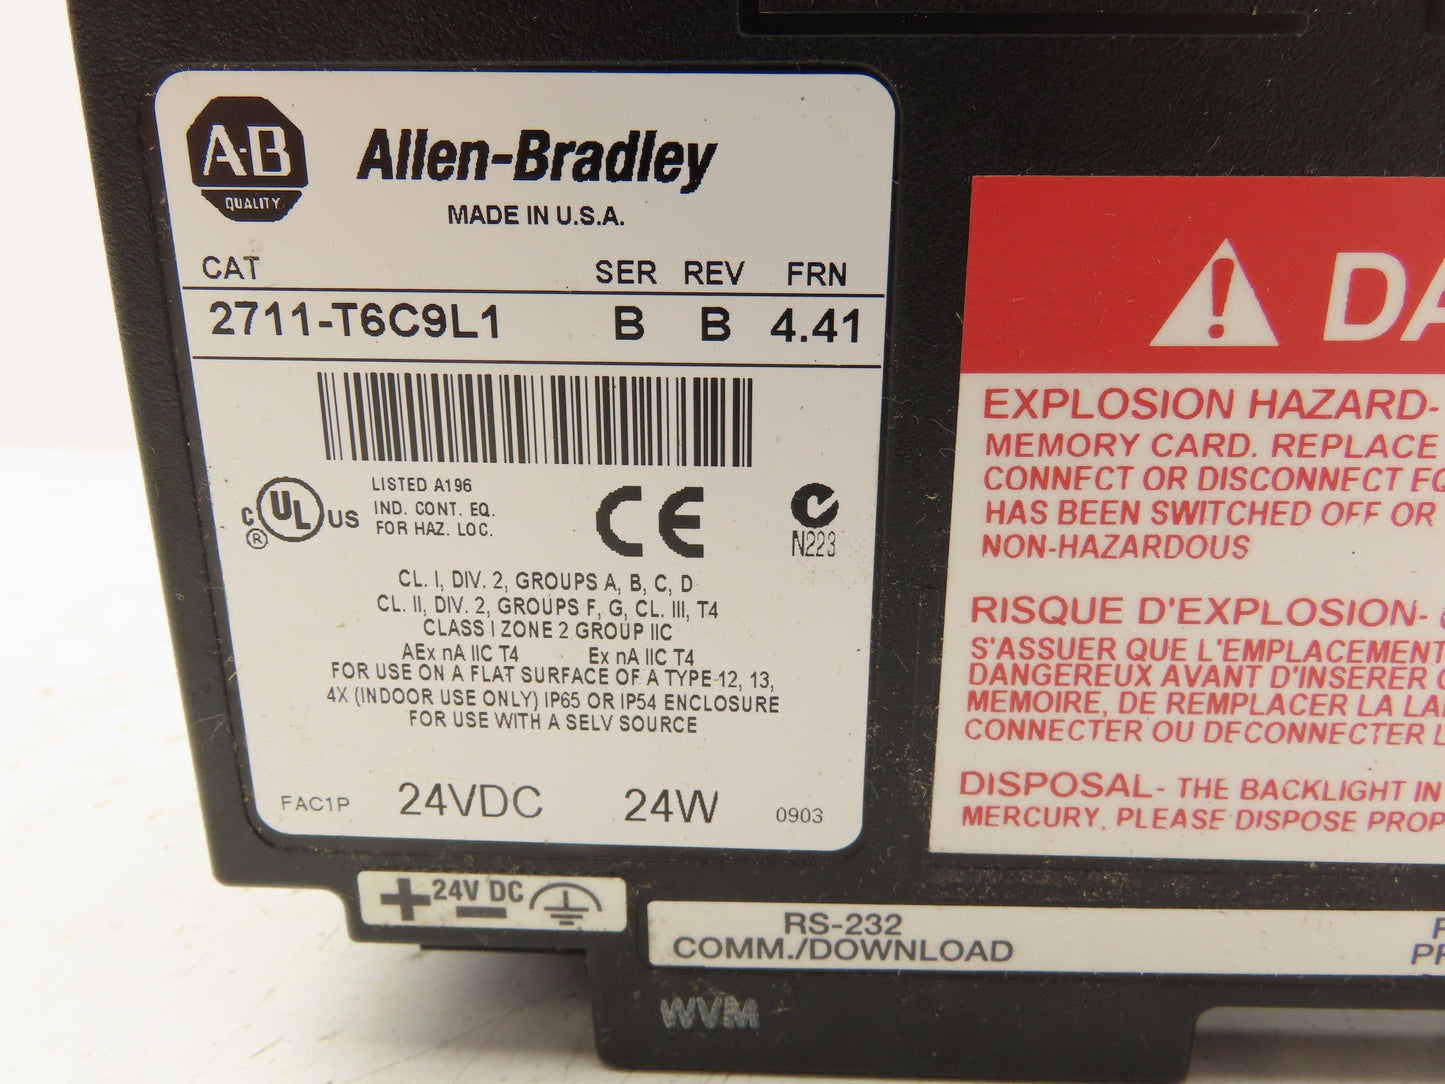 A-B
QUALITY
Allen-Bradley
MADE IN U.S.A.
CAT SER REV FRN
2711-T6C9L1 B B 4.41
C UL US
®
LISTED A196
IND. CONT. EQ.
FOR HAZ. LOC.
CE
N223
CL. I, DIV. 2, GROUPS A, B, C, D
CL. II, DIV. 2, GROUPS F, G, CL. III, T4
CLASS I ZONE 2 GROUP IIC
AEx nA IIC T4 Ex nA IIC T4
FOR USE ON A FLAT SURFACE OF A TYPE 12, 13,
4X (INDOOR USE ONLY) IP65 OR IP54 ENCLOSURE
FOR USE WITH A SELV SOURCE
FAC1P 24VDC 24W 0903
+ 24V DC −
RS-232
COMM./DOWNLOAD
WVM
DA
EXPLOSION HAZARD-
MEMORY CARD. REPLACE
CONNECT OR DISCONNECT EQ
HAS BEEN SWITCHED OFF OR
NON-HAZARDOUS
RISQUE D'EXPLOSION-
S'ASSUER QUE L'EMPLACEMENT
DANGEREUX AVANT D'INSERER
MEMOIRE, DE REMPLACER LA LA
CONNECTER OU DECONNECTER L
DISPOSAL- THE BACKLIGHT IN
MERCURY, PLEASE DISPOSE PROP
P
PR